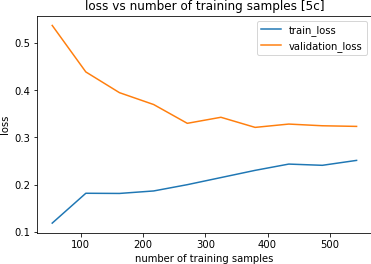 loss vs number of training samples [5c]
train_loss
validation_loss
loss
0.5
0.4
0.3
0.2
0.1
100
200
300
400
500
number of training samples